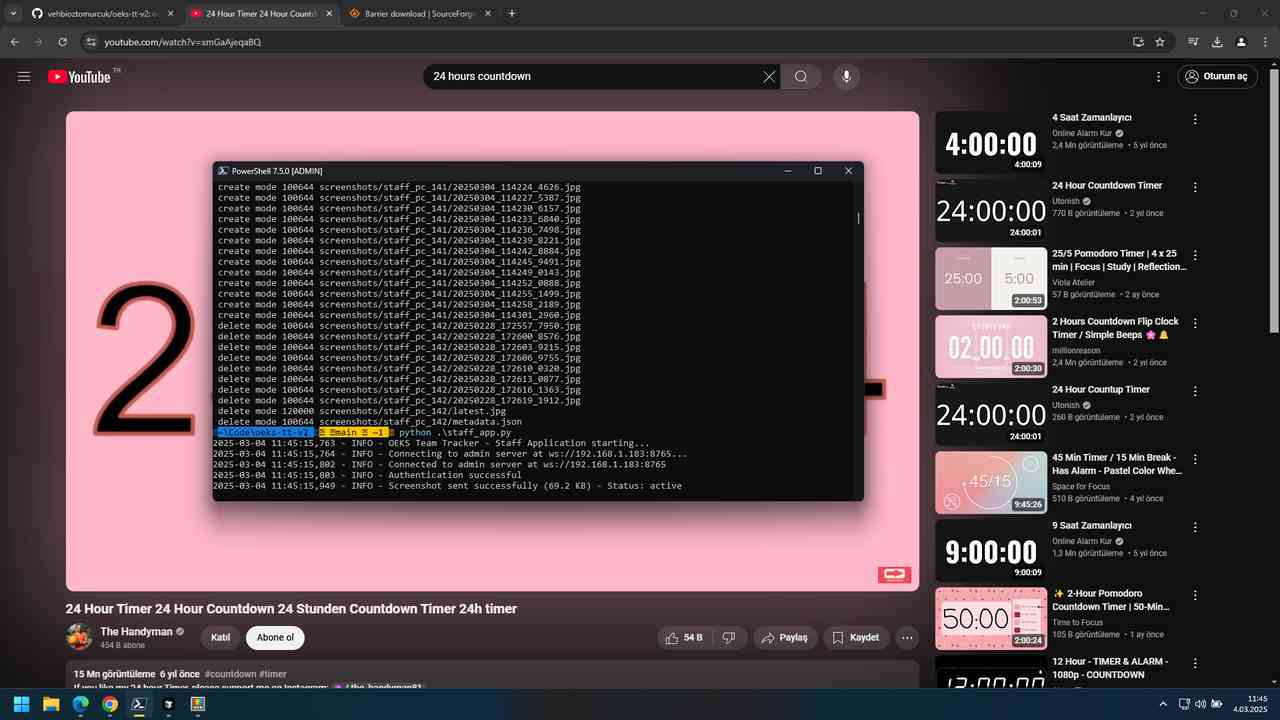 vehbioztomurcuk/oeks-tt-v2: o
24 Hour Timer 24 Hour Countd
Barrier download | SourceForg
youtube.com/watch?v=xmGaAjeqaBQ
YouTube TR
24 hours countdown
Oturum aç
2
PowerShell 7.5.0 [ADMIN]
create mode 100644 screenshots/staff_pc_141/20250304_114224_4626.jpg
create mode 100644 screenshots/staff_pc_141/20250304_114227_5387.jpg
create mode 100644 screenshots/staff_pc_141/20250304_114230_6157.jpg
create mode 100644 screenshots/staff_pc_141/20250304_114233_6840.jpg
create mode 100644 screenshots/staff_pc_141/20250304_114236_7498.jpg
create mode 100644 screenshots/staff_pc_141/20250304_114239_8221.jpg
create mode 100644 screenshots/staff_pc_141/20250304_114242_8884.jpg
create mode 100644 screenshots/staff_pc_141/20250304_114245_9491.jpg
create mode 100644 screenshots/staff_pc_141/20250304_114249_0143.jpg
create mode 100644 screenshots/staff_pc_141/20250304_114252_0888.jpg
create mode 100644 screenshots/staff_pc_141/20250304_114255_1499.jpg
create mode 100644 screenshots/staff_pc_141/20250304_114258_2189.jpg
create mode 100644 screenshots/staff_pc_141/20250304_114301_2960.jpg
delete mode 100644 screenshots/staff_pc_142/20250228_172557_7950.jpg
delete mode 100644 screenshots/staff_pc_142/20250228_172600_8576.jpg
delete mode 100644 screenshots/staff_pc_142/20250228_172603_9215.jpg
delete mode 100644 screenshots/staff_pc_142/20250228_172606_9755.jpg
delete mode 100644 screenshots/staff_pc_142/20250228_172610_0320.jpg
delete mode 100644 screenshots/staff_pc_142/20250228_172613_0877.jpg
delete mode 100644 screenshots/staff_pc_142/20250228_172616_1363.jpg
delete mode 100644 screenshots/staff_pc_142/20250228_172619_1912.jpg
delete mode 120000 screenshots/staff_pc_142/latest.jpg
delete mode 100644 screenshots/staff_pc_142/metadata.json
~\Code\oeks-tt-v2 main ~1 python .\staff_app.py
2025-03-04 11:45:15,763 - INFO - OEKS Team Tracker - Staff Application starting...
2025-03-04 11:45:15,764 - INFO - Connecting to admin server at ws://192.168.1.183:8765...
2025-03-04 11:45:15,802 - INFO - Connected to admin server at ws://192.168.1.183:8765
2025-03-04 11:45:15,803 - INFO - Authentication successful
2025-03-04 11:45:15,949 - INFO - Screenshot sent successfully (69.2 KB) - Status: active
24 Hour Timer 24 Hour Countdown 24 Stunden Countdown Timer 24h timer
The Handyman
454 B abone
Katıl
Abone ol
54 B
Paylaş
Kaydet
15 Mn görüntüleme 6 yıl önce #countdown #timer
If you like my 24 hour Timer, please support me on Instagram: / the_handyman81
4:00:00
4:00:09
4 Saat Zamanlayıcı
Online Alarm Kur
2,4 Mn görüntüleme • 5 yıl önce
24:00:00
24:00:01
24 Hour Countdown Timer
Utonish
770 B görüntüleme • 2 yıl önce
25:00
5:00
2:00:53
25/5 Pomodoro Timer | 4 x 25
min | Focus | Study | Reflection...
Viola Atelier
57 B görüntüleme • 2 ay önce
COUNTDOWN
02:00:00
2:00:30
2 Hours Countdown Flip Clock
Timer / Simple Beeps 🌸 🔔
millionreason
2,4 Mn görüntüleme • 2 yıl önce
24:00:00
24:00:01
24 Hour Countup Timer
Utonish
260 B görüntüleme • 2 yıl önce
45/15
9:45:26
45 Min Timer / 15 Min Break -
Has Alarm - Pastel Color Whe...
Space for Focus
510 B görüntüleme • 4 yıl önce
9:00:00
9:00:09
9 Saat Zamanlayıcı
Online Alarm Kur
1,3 Mn görüntüleme • 5 yıl önce
50:00
2:00:24
✨ 2-Hour Pomodoro
Countdown Timer | 50-Min...
Time to Focus
105 B görüntüleme • 1 ay önce
12:00:00
12 Hour - TIMER & ALARM -
1080p - COUNTDOWN
11:45
4.03.2025